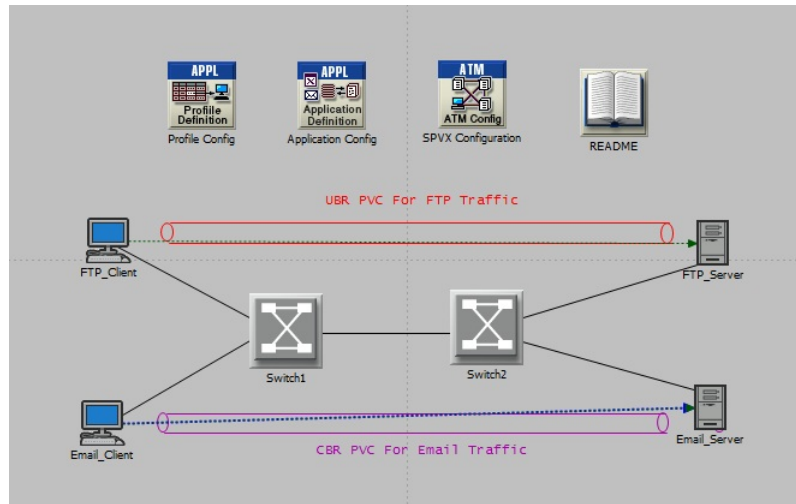 APPL
Profile
Definition
Profile Config
APPL
Application
Definition
Application Config
ATM
ATM Config
SPVX Configuration
README
UBR PVC For FTP Traffic
FTP_Client
FTP_Server
Switch1
Switch2
Email_Client
Email_Server
CBR PVC For Email Traffic